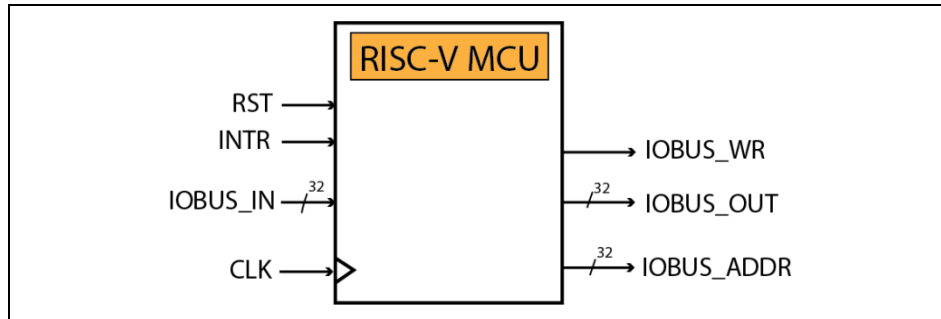 RISC-V MCU
RST
INTR
IOBUS_WR
32
IOBUS_IN
32
IOBUS_OUT
32
CLK
IOBUS_ADDR